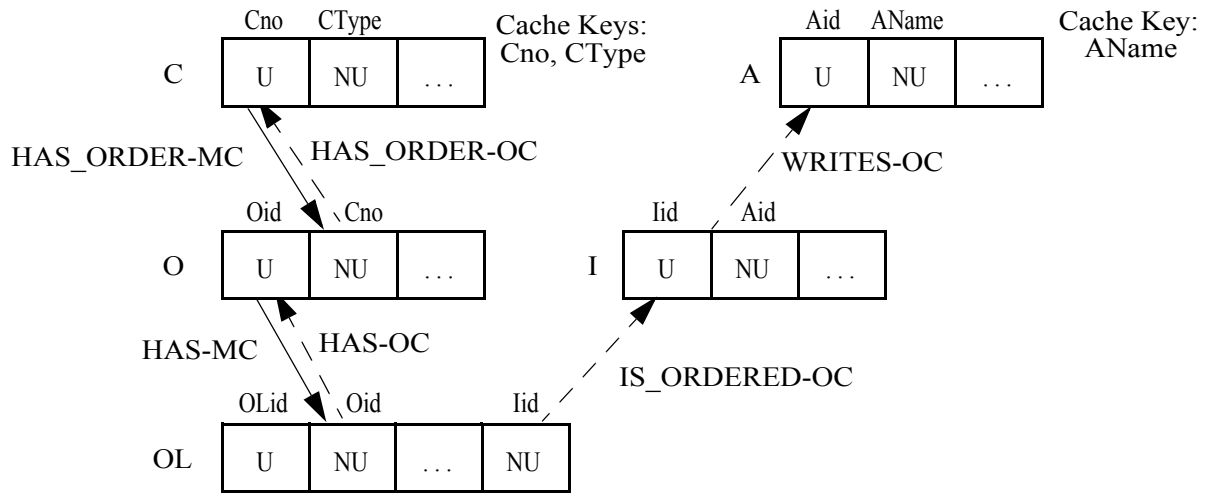 Cno CType Cache Keys:
Cno, CType
C U NU ...
Aid AName Cache Key:
AName
A U NU ...
HAS_ORDER-MC HAS_ORDER-OC
WRITES-OC
Oid Cno
O U NU ...
Iid Aid
I U NU ...
HAS-MC HAS-OC
IS_ORDERED-OC
OLid Oid Iid
OL U NU ... NU